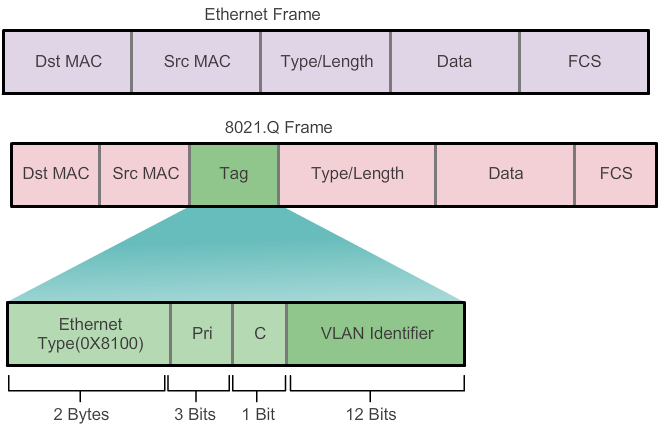 Ethernet Frame
Dst MAC Src MAC Type/Length Data FCS
8021.Q Frame
Dst MAC Src MAC Tag Type/Length Data FCS
Ethernet
Type(0X8100) Pri C VLAN Identifier
2 Bytes 3 Bits 1 Bit 12 Bits